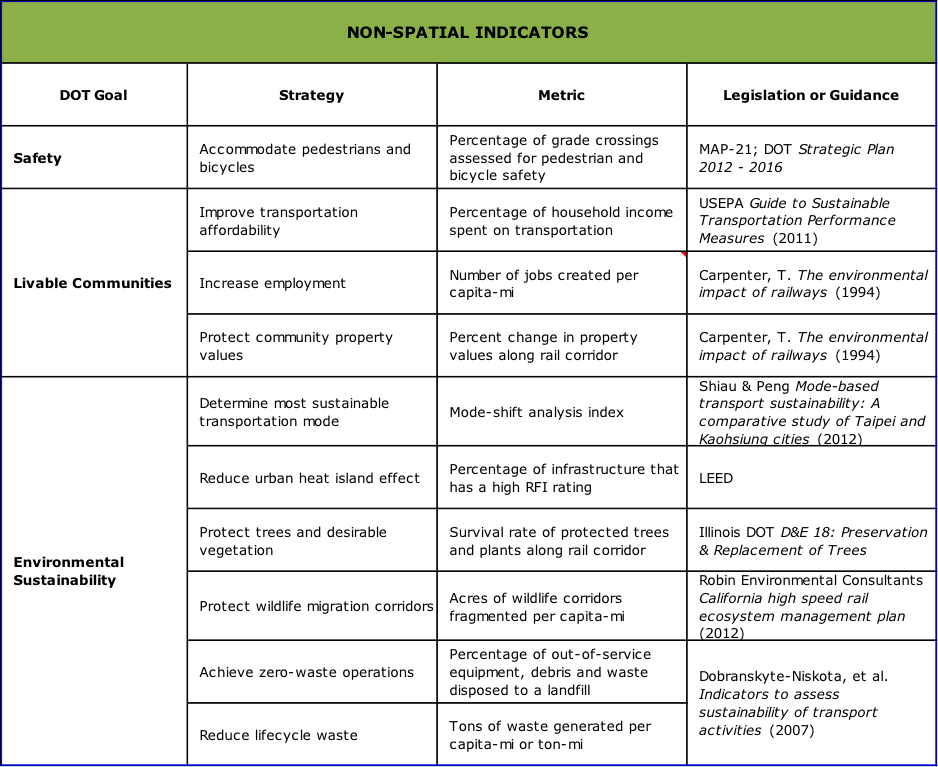 NON-SPATIAL INDICATORS
DOT Goal
Strategy
Metric
Legislation or Guidance
Safety
Accommodate pedestrians and
bicycles
Percentage of grade crossings
assessed for pedestrian and
bicycle safety
MAP-21; DOT Strategic Plan
2012 - 2016
Livable Communities
Improve transportation
affordability
Percentage of household income
spent on transportation
USEPA Guide to Sustainable
Transportation Performance
Measures (2011)
Increase employment
Number of jobs created per
capita-mi
Carpenter, T. The environmental
impact of railways (1994)
Protect community property
values
Percent change in property
values along rail corridor
Carpenter, T. The environmental
impact of railways (1994)
Environmental
Sustainability
Determine most sustainable
transportation mode
Mode-shift analysis index
Shiau & Peng Mode-based
transport sustainability: A
comparative study of Taipei and
Kaohsiung cities (2012)
Reduce urban heat island effect
Percentage of infrastructure that
has a high RFI rating
LEED
Protect trees and desirable
vegetation
Survival rate of protected trees
and plants along rail corridor
Illinois DOT D&E 18: Preservation
& Replacement of Trees
Protect wildlife migration corridors
Acres of wildlife corridors
fragmented per capita-mi
Robin Environmental Consultants
California high speed rail
ecosystem management plan
(2012)
Achieve zero-waste operations
Percentage of out-of-service
equipment, debris and waste
disposed to a landfill
Dobranskyte-Niskota, et al.
Indicators to assess
sustainability of transport
activities (2007)
Reduce lifecycle waste
Tons of waste generated per
capita-mi or ton-mi